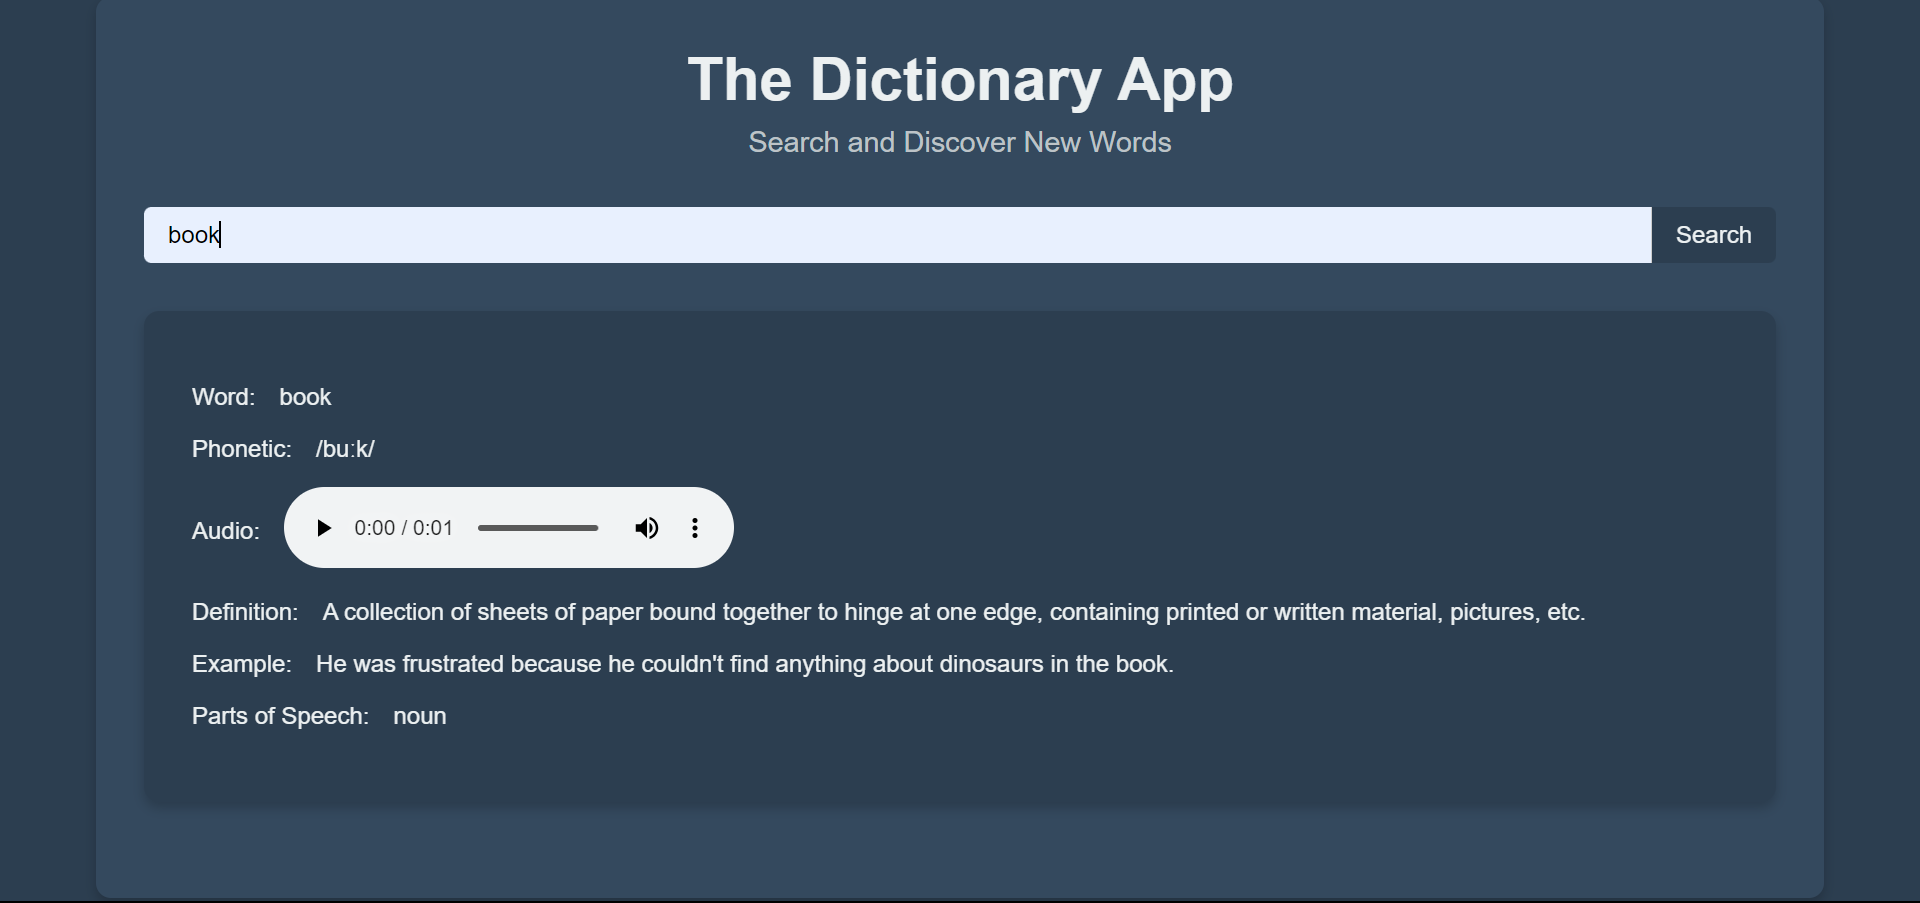 The Dictionary App
Search and Discover New Words
book Search
Word: book
Phonetic: /buːk/
Audio: 0:00 / 0:01
Definition: A collection of sheets of paper bound together to hinge at one edge, containing printed or written material, pictures, etc.
Example: He was frustrated because he couldn't find anything about dinosaurs in the book.
Parts of Speech: noun